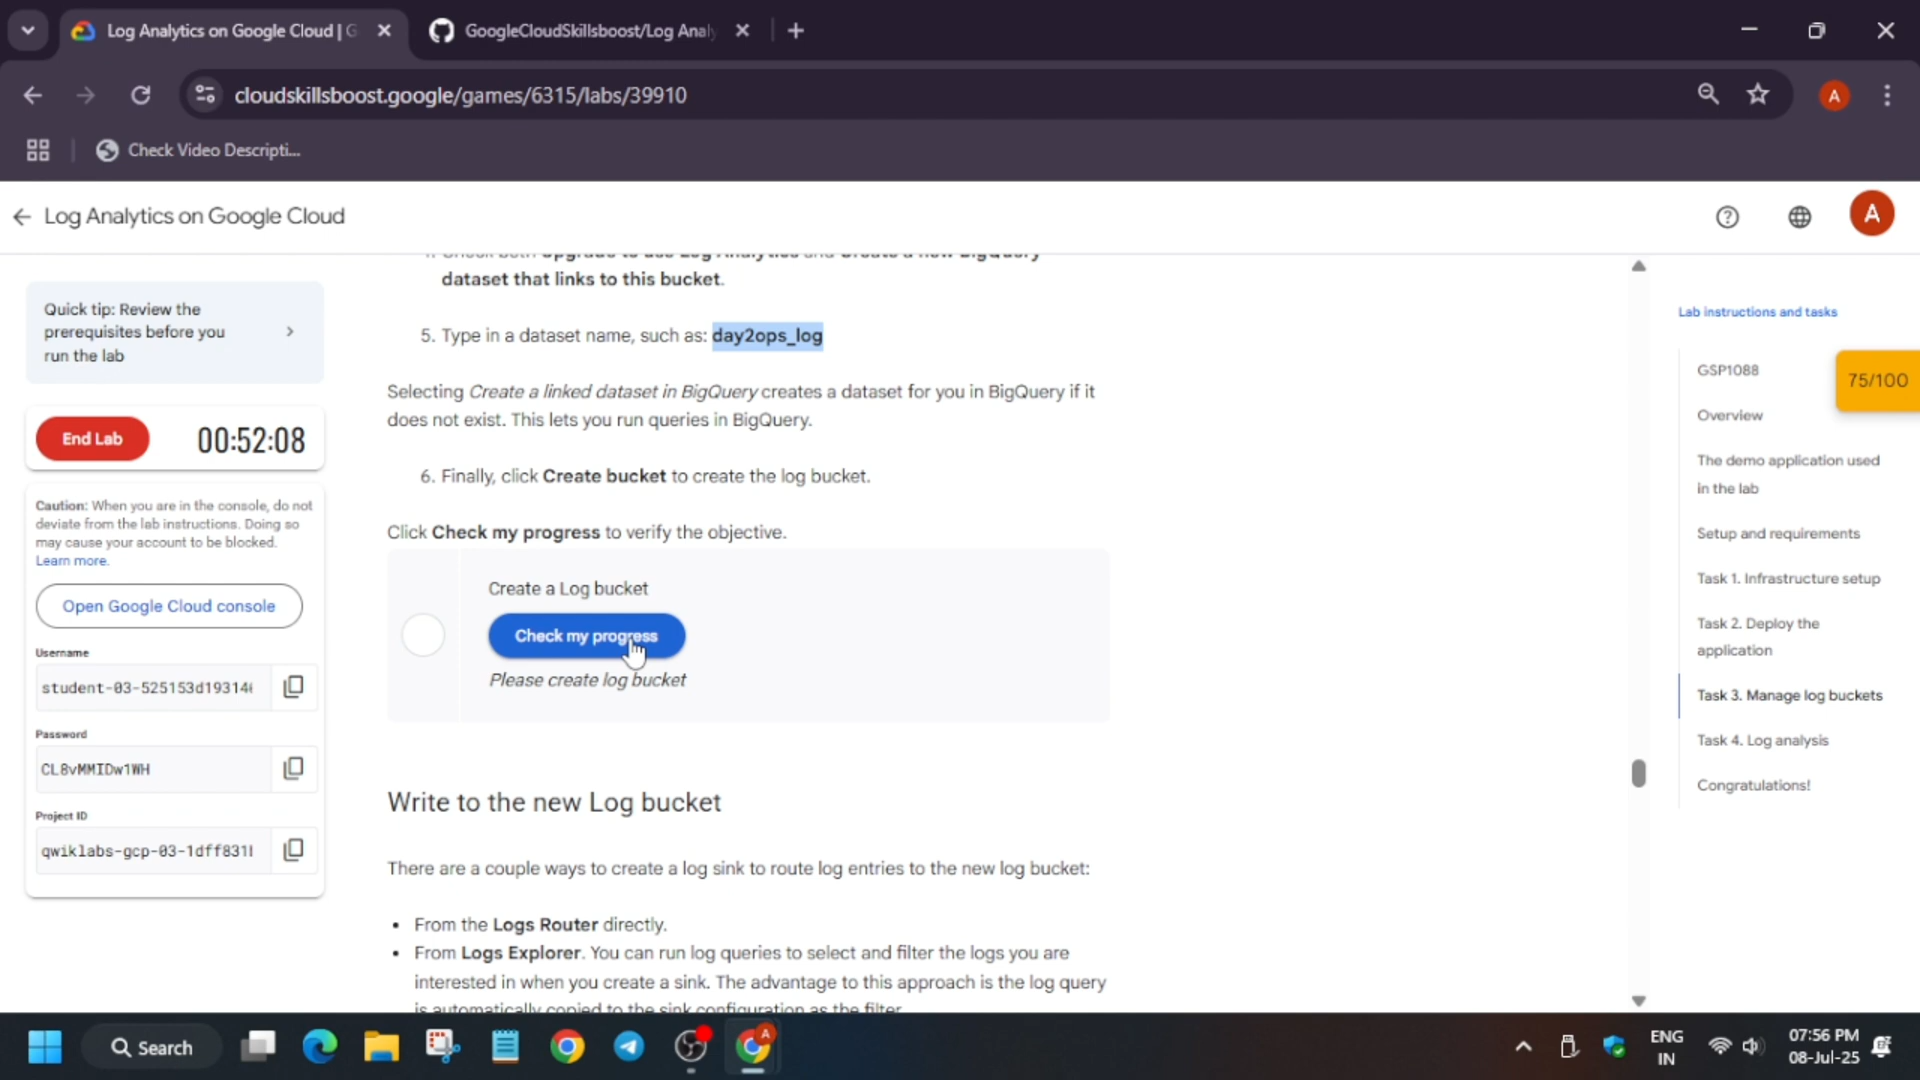 Log Analytics on Google Cloud | G
GoogleCloudSkillsboost/Log Analy
cloudskillsboost.google/games/6315/labs/39910
A
Check Video Descripti...
Log Analytics on Google Cloud
A
Quick tip: Review the
prerequisites before you
run the lab
End Lab
00:52:08
Caution: When you are in the console, do not
deviate from the lab instructions. Doing so
may cause your account to be blocked.
Learn more.
Open Google Cloud console
Username
student-03-525153d19314
Password
CL8vMMIDw1WH
Project ID
qwiklabs-gcp-03-1dff831
dataset that links to this bucket.
5. Type in a dataset name, such as: day2ops_log
Selecting Create a linked dataset in BigQuery creates a dataset for you in BigQuery if it
does not exist. This lets you run queries in BigQuery.
6. Finally, click Create bucket to create the log bucket.
Click Check my progress to verify the objective.
Create a Log bucket
Check my progress
Please create log bucket
Write to the new Log bucket
There are a couple ways to create a log sink to route log entries to the new log bucket:
• From the Logs Router directly.
• From Logs Explorer. You can run log queries to select and filter the logs you are
interested in when you create a sink. The advantage to this approach is the log query
is automatically copied to the sink configuration as the filter.
Lab instructions and tasks
GSP1088
75/100
Overview
The demo application used
in the lab
Setup and requirements
Task 1. Infrastructure setup
Task 2. Deploy the
application
Task 3. Manage log buckets
Task 4. Log analysis
Congratulations!
Search
A
ENG
IN
07:56 PM
08-Jul-25